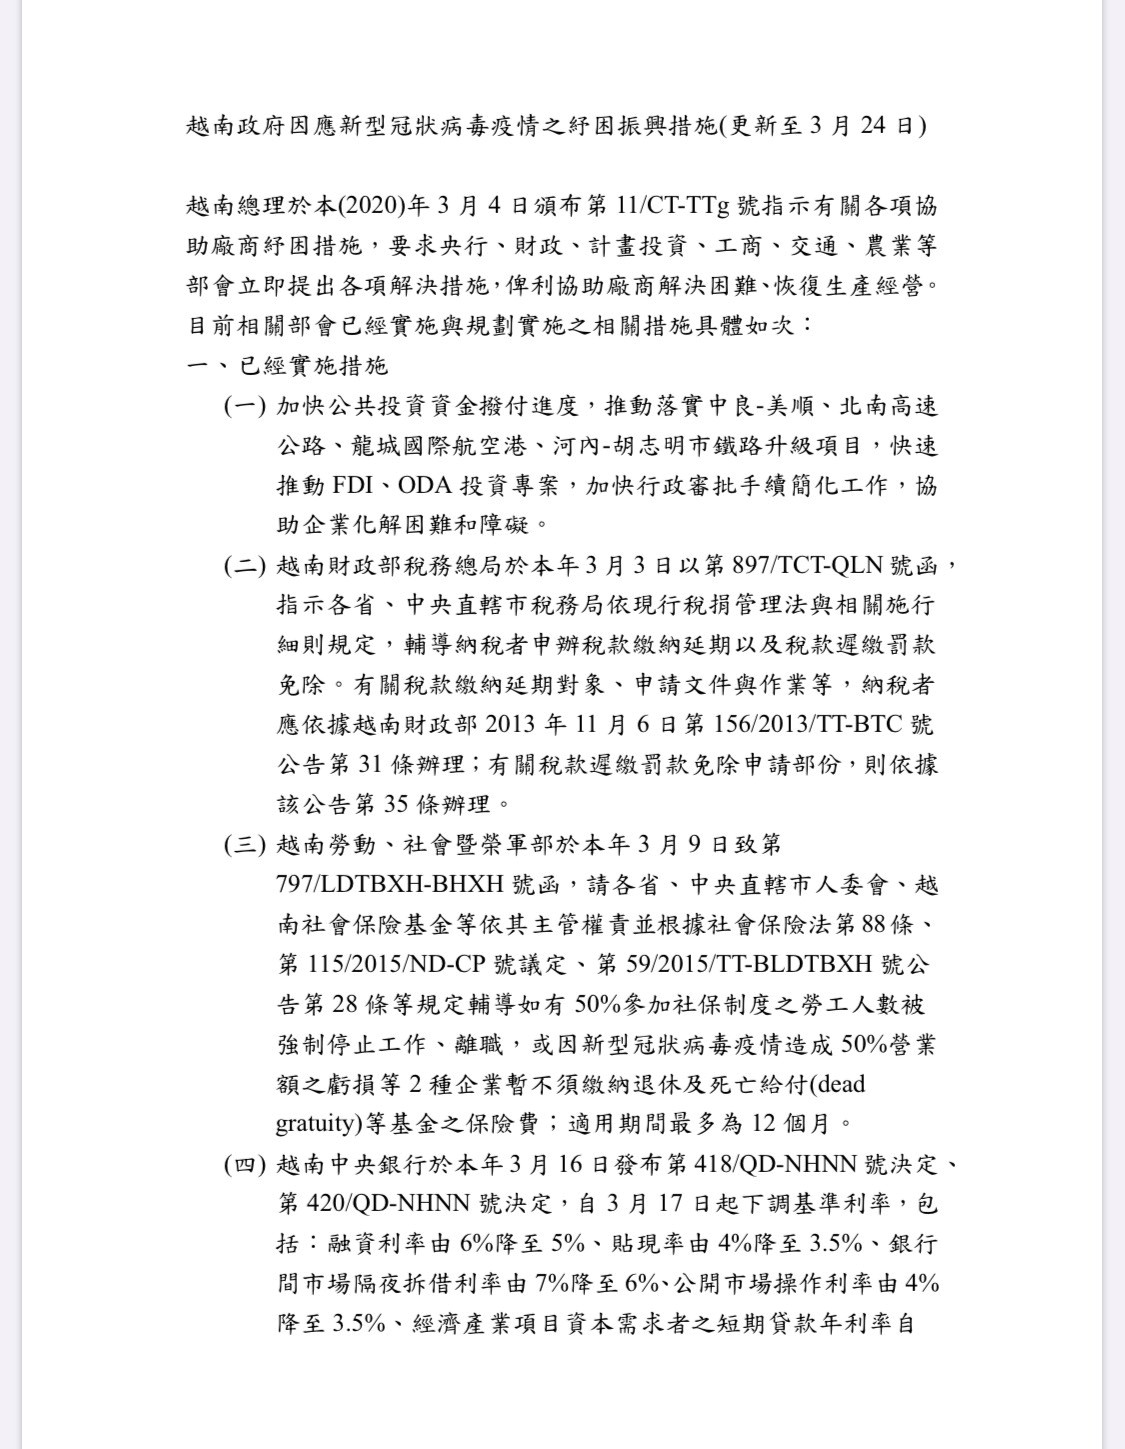 越南政府因應新型冠狀病毒疫情之紓困振興措施(更新至 3 月 24 日)
越南總理於本(2020)年 3 月 4 日頒布第 11/CT-TTg 號指示有關各項協
助廠商紓困措施，要求央行、財政、計畫投資、工商、交通、農業等
部會立即提出各項解決措施，俾利協助廠商解決困難、恢復生產經營。
目前相關部會已經實施與規劃實施之相關措施具體如次：
一、已經實施措施
(一) 加快公共投資資金撥付進度，推動落實中良-美順、北南高速
公路、龍城國際航空港、河內-胡志明市鐵路升級項目，快速
推動 FDI、ODA 投資專案，加快行政審批手續簡化工作，協
助企業化解困難和障礙。
(二) 越南財政部稅務總局於本年 3 月 3 日以第 897/TCT-QLN 號函，
指示各省、中央直轄市稅務局依現行稅捐管理法與相關施行
細則規定，輔導納稅者申辦稅款繳納延期以及稅款遲繳罰款
免除。有關稅款繳納延期對象、申請文件與作業等，納稅者
應依據越南財政部 2013 年 11 月 6 日第 156/2013/TT-BTC 號
公告第 31 條辦理；有關稅款遲繳罰款免除申請部份，則依據
該公告第 35 條辦理。
(三) 越南勞動、社會暨榮軍部於本年 3 月 9 日致第
797/LDTBXH-BHXH 號函，請各省、中央直轄市人委會、越
南社會保險基金等依其主管權責並根據社會保險法第 88 條、
第 115/2015/ND-CP 號議定、第 59/2015/TT-BLDTBXH 號公
告第 28 條等規定輔導如有 50%參加社保制度之勞工人數被
強制停止工作、離職，或因新型冠狀病毒疫情造成 50%營業
額之虧損等 2 種企業暫不須繳納退休及死亡給付(dead
gratuity)等基金之保險費；適用期間最多為 12 個月。
(四) 越南中央銀行於本年 3 月 16 日發布第 418/QD-NHNN 號決定、
第 420/QD-NHNN 號決定，自 3 月 17 日起下調基準利率，包
括：融資利率由 6%降至 5%、貼現率由 4%降至 3.5%、銀行
間市場隔夜拆借利率由 7%降至 6%、公開市場操作利率由 4%
降至 3.5%、經濟產業項目資本需求者之短期貸款年利率自